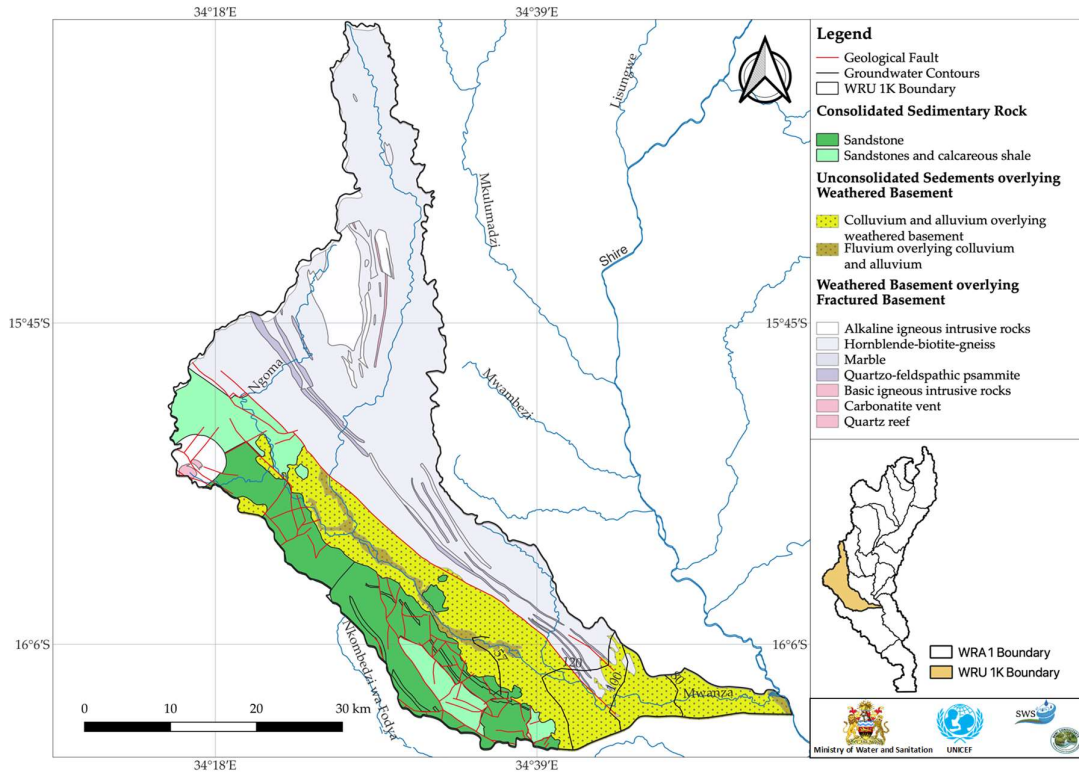 34°18'E
34°39'E
Legend
Geological Fault
Groundwater Contours
WRU 1K Boundary
Consolidated Sedimentary Rock
Sandstone
Sandstones and calcareous shale
Unconsolidated Sedements overlying
Weathered Basement
Colluvium and alluvium overlying
weathered basement
Fluvium overlying colluvium
and alluvium
Weathered Basement overlying
Fractured Basement
Alkaline igneous intrusive rocks
Hornblende-biotite-gneiss
Marble
Quartzo-feldspathic psammite
Basic igneous intrusive rocks
Carbonatite vent
Quartz reef
Lisungwe
Mkulumadzi
Shire
15°45'S
15°45'S
Ngoma
Mwambezi
16°6'S
16°6'S
Nkombedzi wa Fodya
120
Mwanza
0 10 20 30 km
34°18'E
34°39'E
WRA 1 Boundary
WRU 1K Boundary
Ministry of Water and Sanitation
UNICEF
SWS